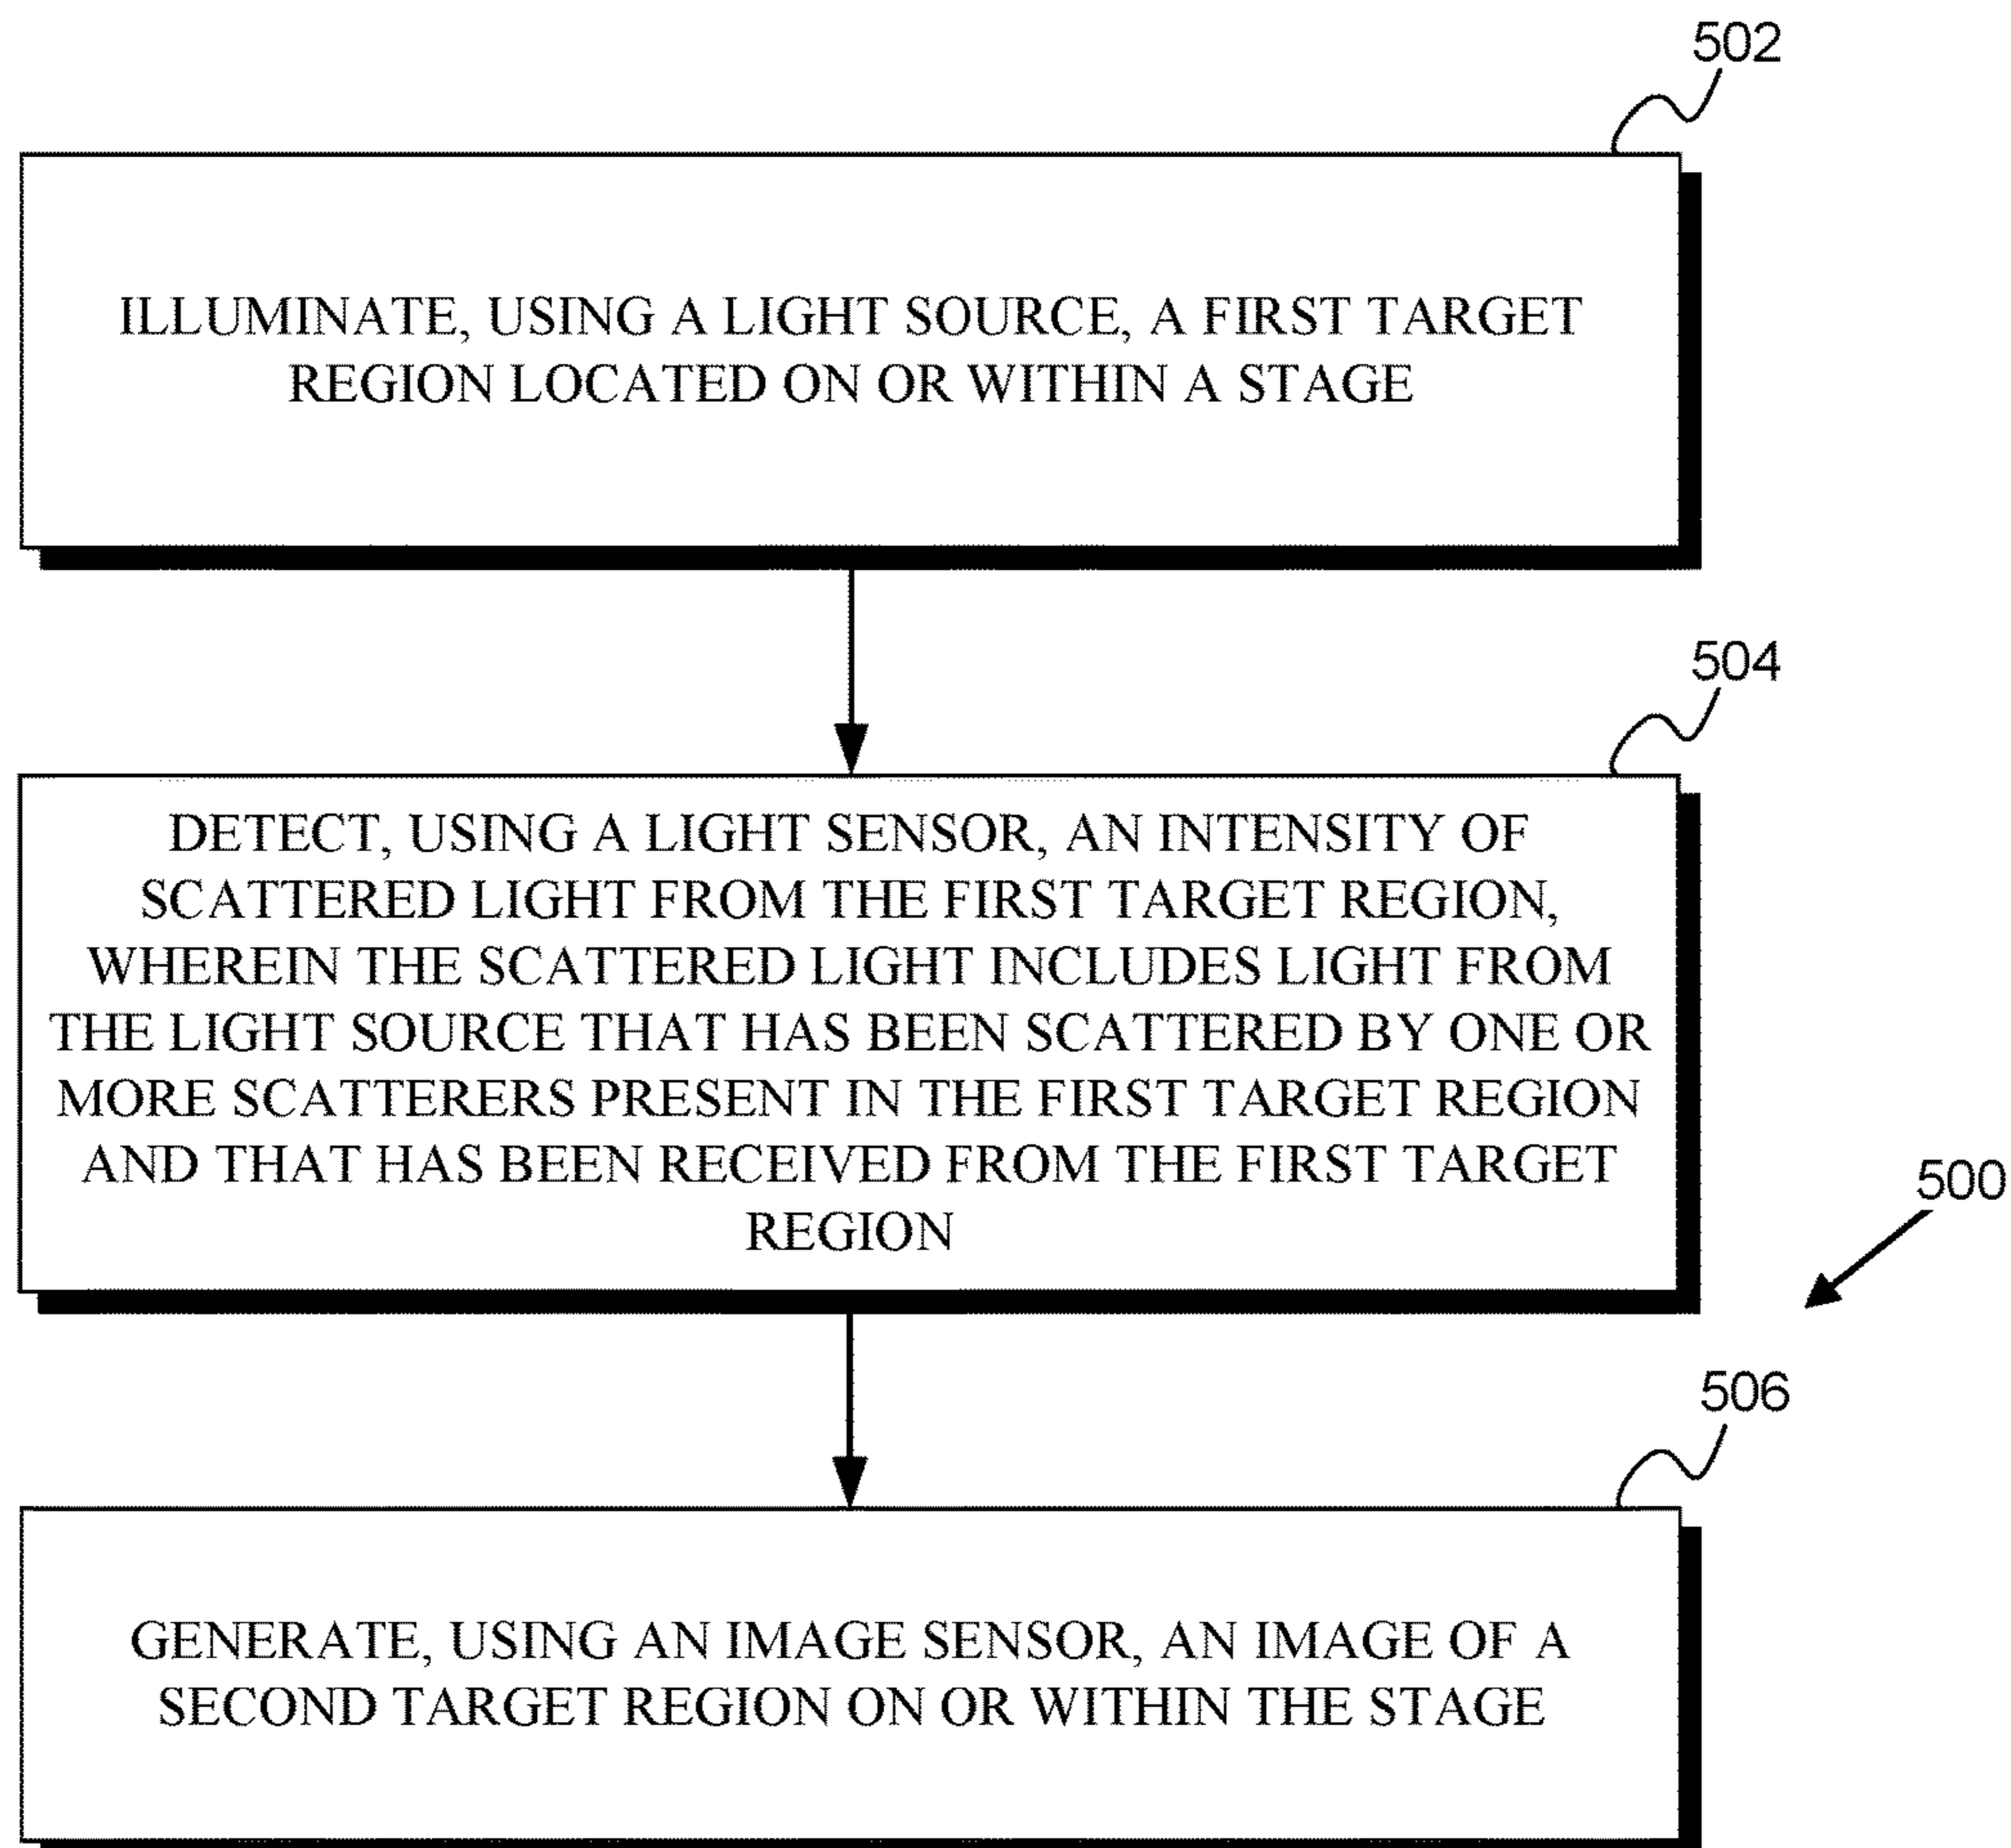 502
ILLUMINATE, USING A LIGHT SOURCE, A FIRST TARGET
REGION LOCATED ON OR WITHIN A STAGE
504
DETECT, USING A LIGHT SENSOR, AN INTENSITY OF
SCATTERED LIGHT FROM THE FIRST TARGET REGION,
WHEREIN THE SCATTERED LIGHT INCLUDES LIGHT FROM
THE LIGHT SOURCE THAT HAS BEEN SCATTERED BY ONE OR
MORE SCATTERERS PRESENT IN THE FIRST TARGET REGION
AND THAT HAS BEEN RECEIVED FROM THE FIRST TARGET
REGION
500
506
GENERATE, USING AN IMAGE SENSOR, AN IMAGE OF A
SECOND TARGET REGION ON OR WITHIN THE STAGE